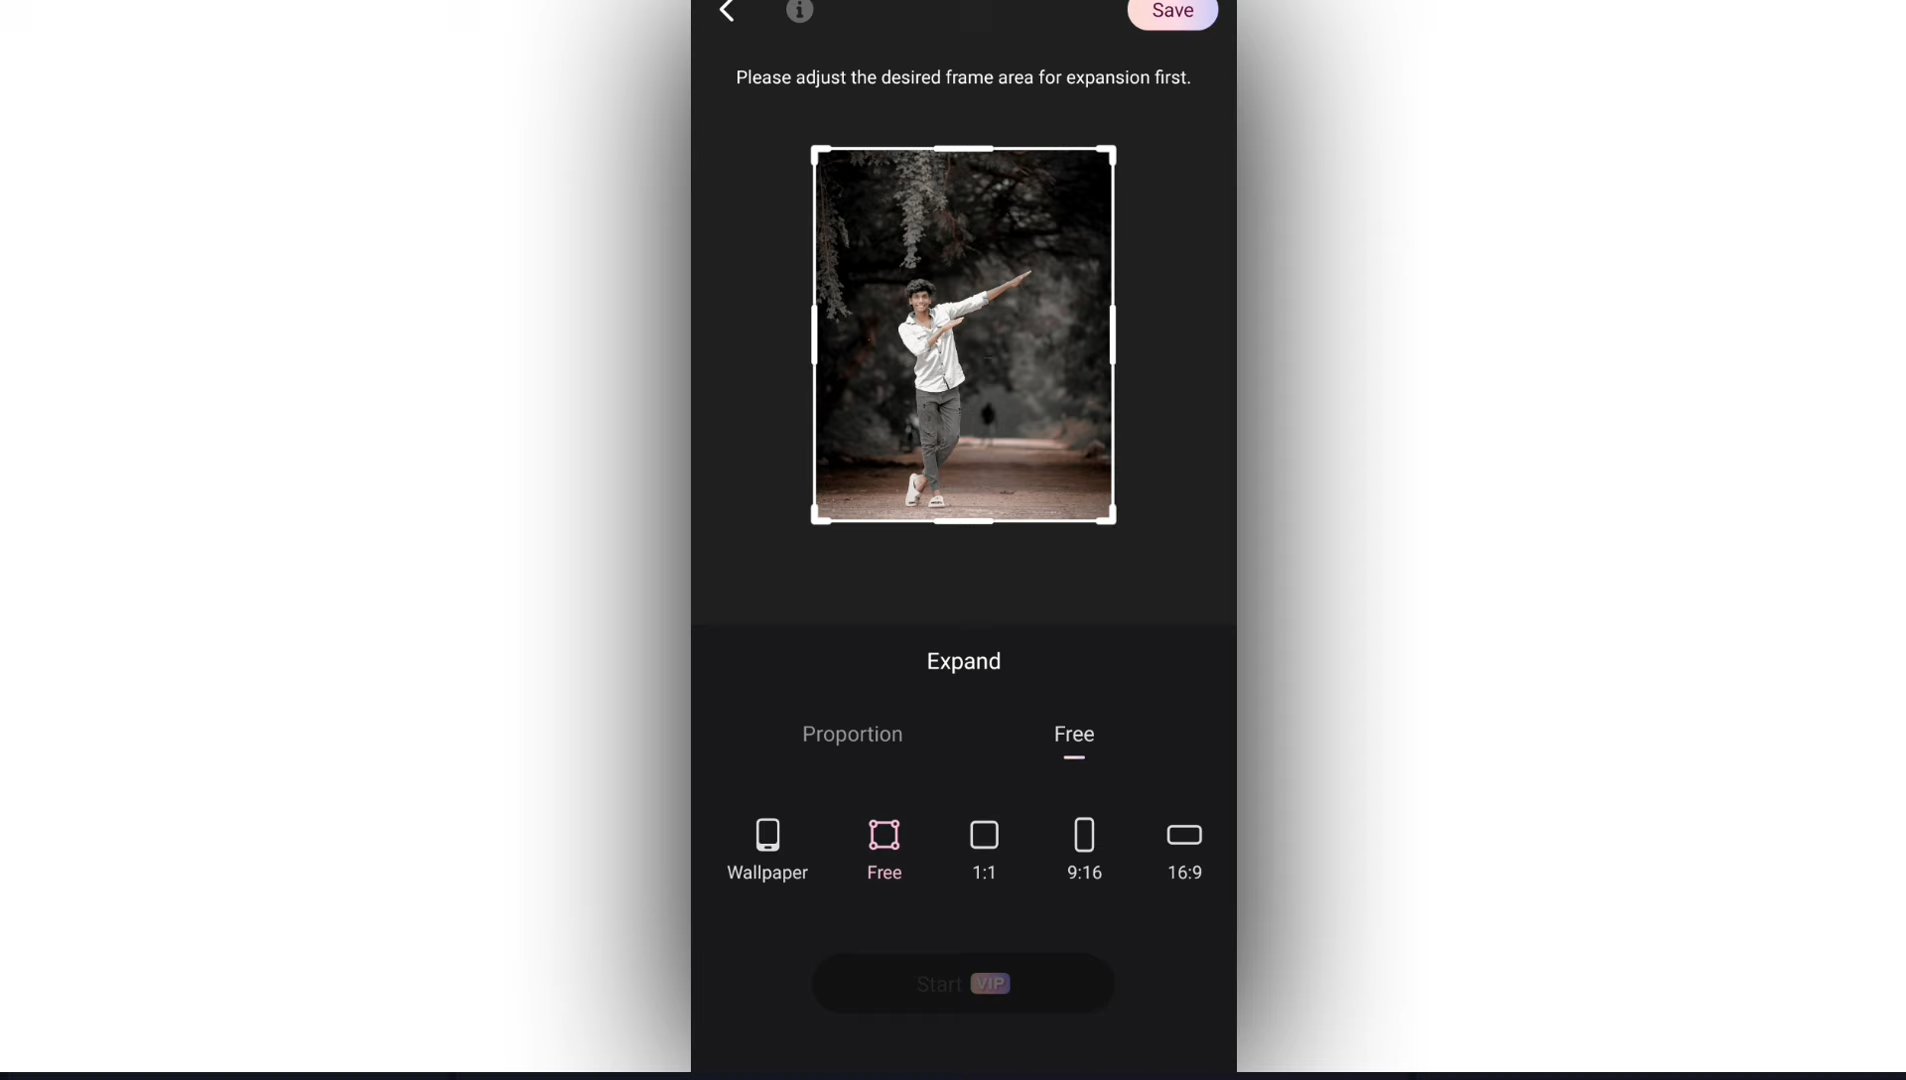 Save
Please adjust the desired frame area for expansion first.
Expand
Proportion Free
Wallpaper Free 1:1 9:16 16:9
Start VIP